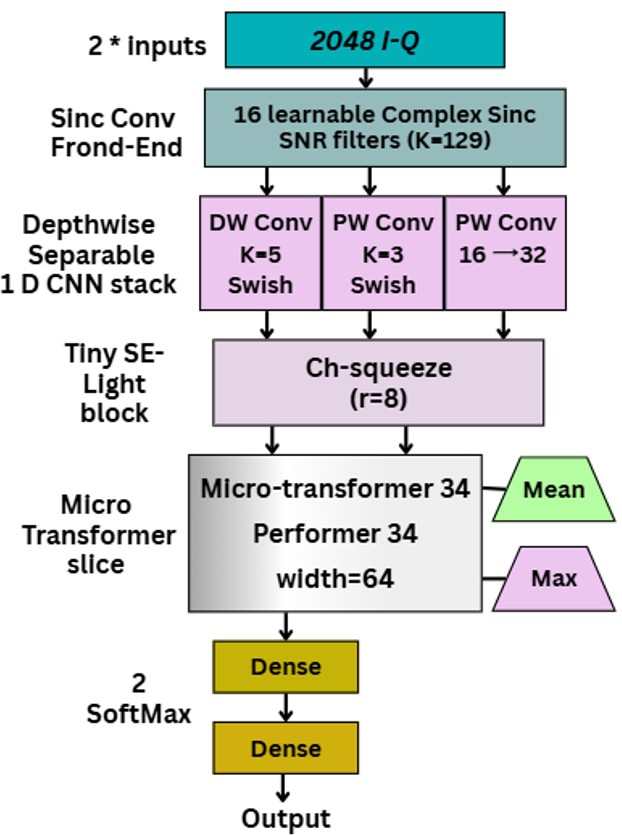 2 * inputs
2048 I-Q
Sinc Conv
Frond-End
16 learnable Complex Sinc
SNR filters (K=129)
Depthwise
Separable
1 D CNN stack
DW Conv
K=5
Swish
PW Conv
K=3
Swish
PW Conv
16 →32
Tiny SE-
Light
block
Ch-squeeze
(r=8)
Micro
Transformer
slice
Micro-transformer 34
Performer 34
width=64
Mean
Max
2
SoftMax
Dense
Dense
Output